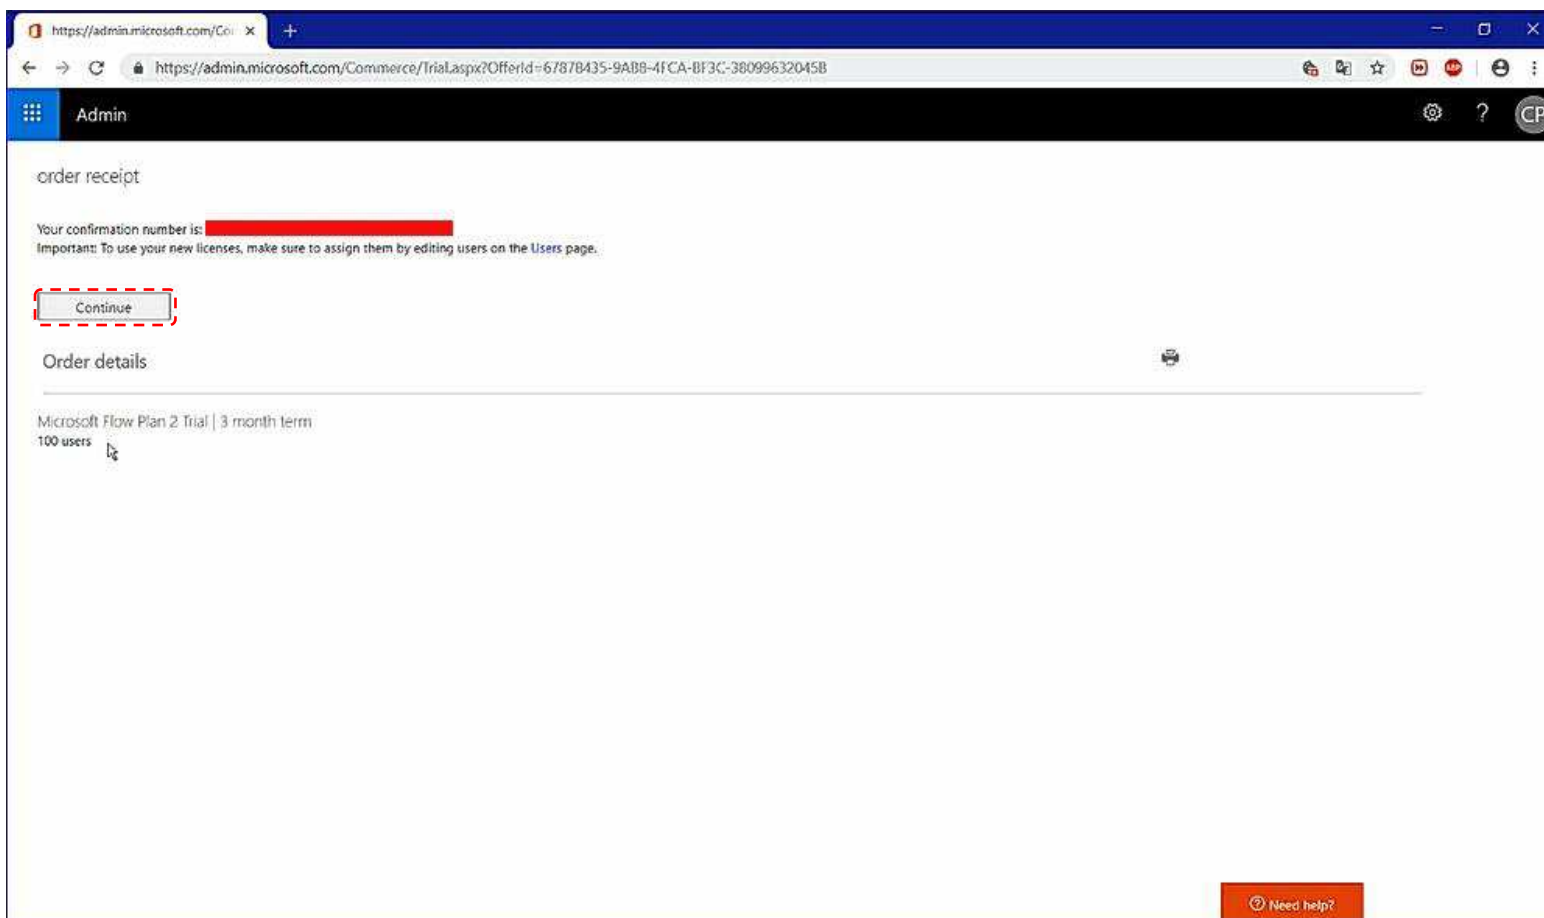 https://admin.microsoft.com/Co
https://admin.microsoft.com/Commerce/Trial.aspx?OfferId=67878435-9AB8-4FCA-BF3C-38099632045B
Admin
?
CP
order receipt
Your confirmation number is:
Important: To use your new licenses, make sure to assign them by editing users on the Users page.
Continue
Order details
Microsoft Flow Plan 2 Trial | 3 month term
100 users
Need help?